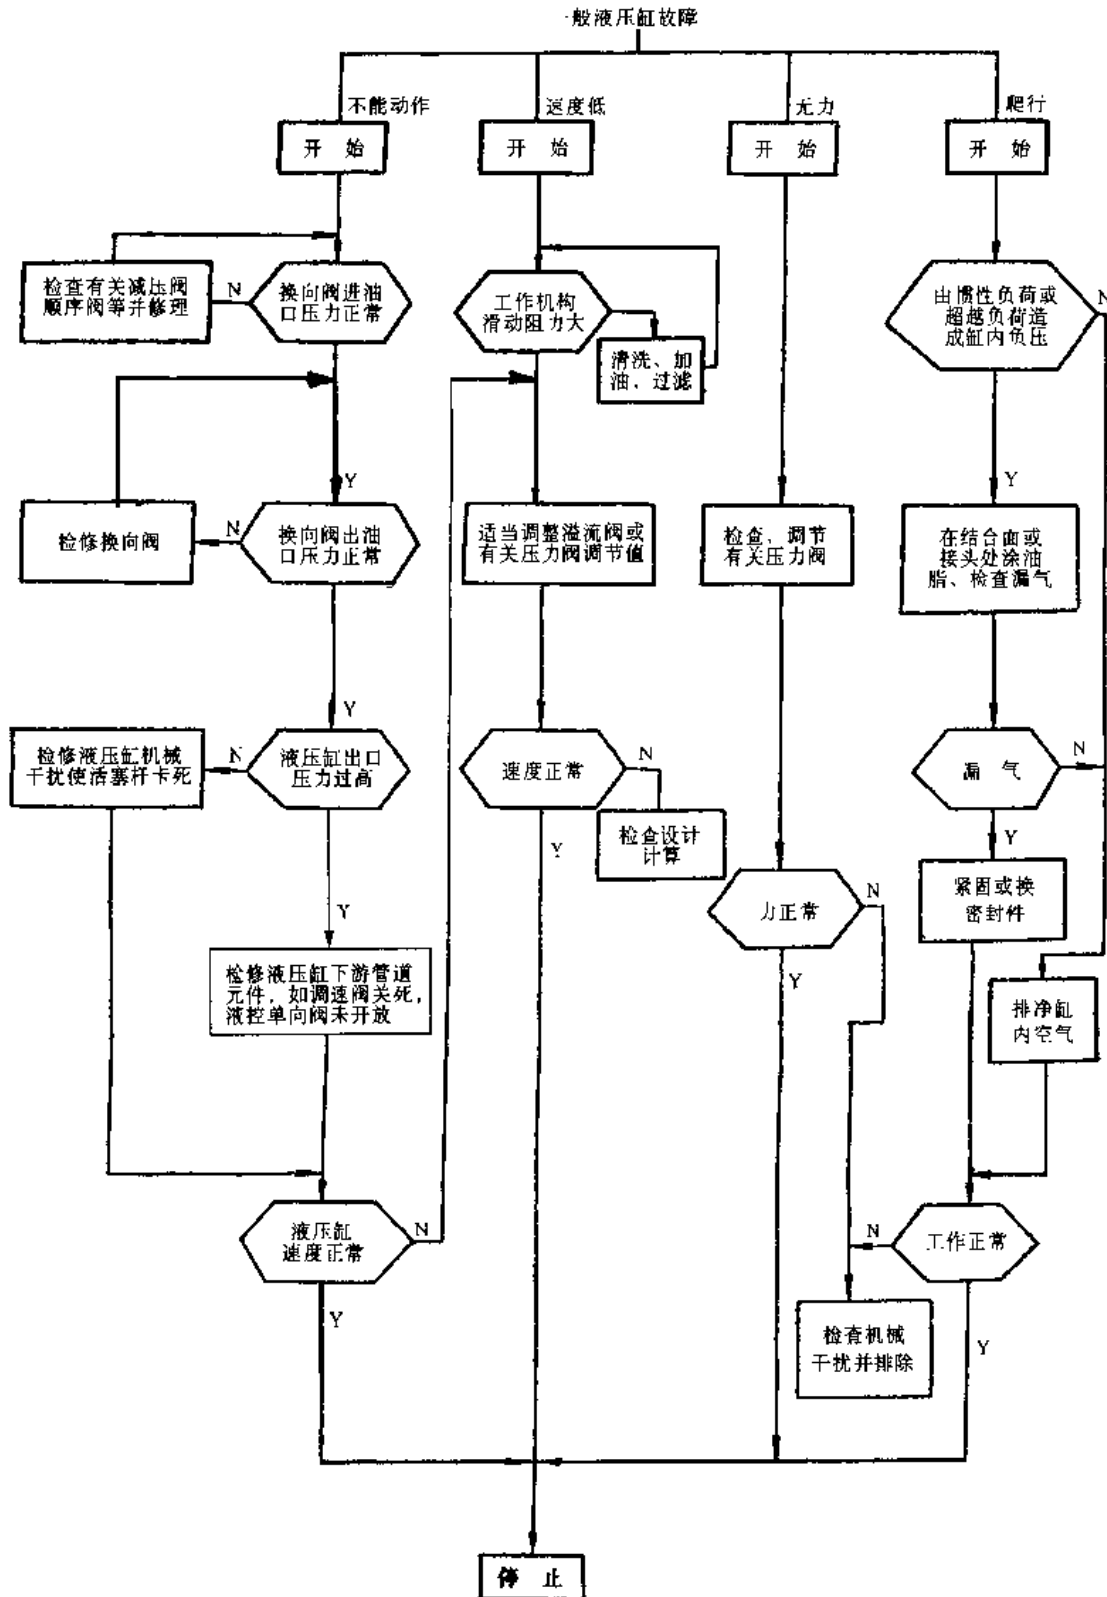 一般液压缸故障
不能动作
速度低
无力
爬行
开 始
开 始
开 始
开 始
检查有关减压阀
顺序阀等并修理
N
换向阀进油
口压力正常
工作机构
滑动阻力大
清洗、加
油、过滤
由惯性负荷或
超越负荷造
成缸内负压
N
Y
Y
检修换向阀
N
换向阀出油
口压力正常
适当调整溢流阀或
有关压力阀调节值
检查、调节
有关压力阀
在结合面或
接头处涂油
脂、检查漏气
Y
检修液压缸机械
干扰使活塞杆卡死
N
液压缸出口
压力过高
速度正常
N
检查设计
计算
Y
漏 气
N
Y
紧固或换
密封件
力正常
N
Y
Y
检修液压缸下游管道
元件，如调速阀关死，
液控单向阀未开放
排净缸
内空气
液压缸
速度正常
N
Y
N
工作正常
检查机械
干扰并排除
Y
停 止